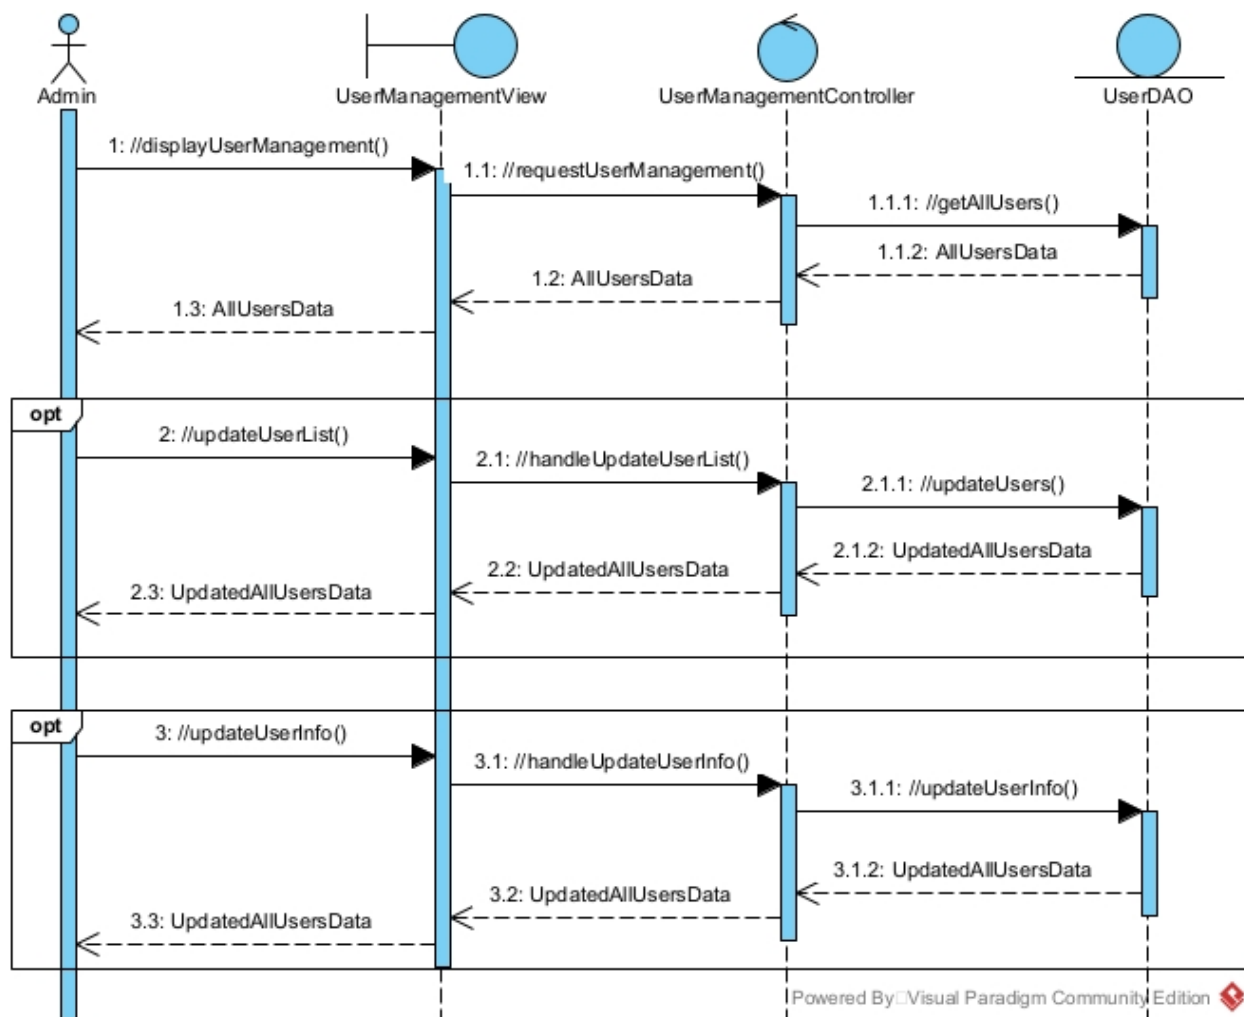 Admin
UserManagementView
UserManagementController
UserDAO
1: //displayUserManagement()
1.1: //requestUserManagement()
1.1.1: //getAllUsers()
1.1.2: AllUsersData
1.2: AllUsersData
1.3: AllUsersData
opt
2: //updateUserList()
2.1: //handleUpdateUserList()
2.1.1: //updateUsers()
2.1.2: UpdatedAllUsersData
2.2: UpdatedAllUsersData
2.3: UpdatedAllUsersData
opt
3: //updateUserInfo()
3.1: //handleUpdateUserInfo()
3.1.1: //updateUserInfo()
3.1.2: UpdatedAllUsersData
3.2: UpdatedAllUsersData
3.3: UpdatedAllUsersData
Powered By Visual Paradigm Community Edition